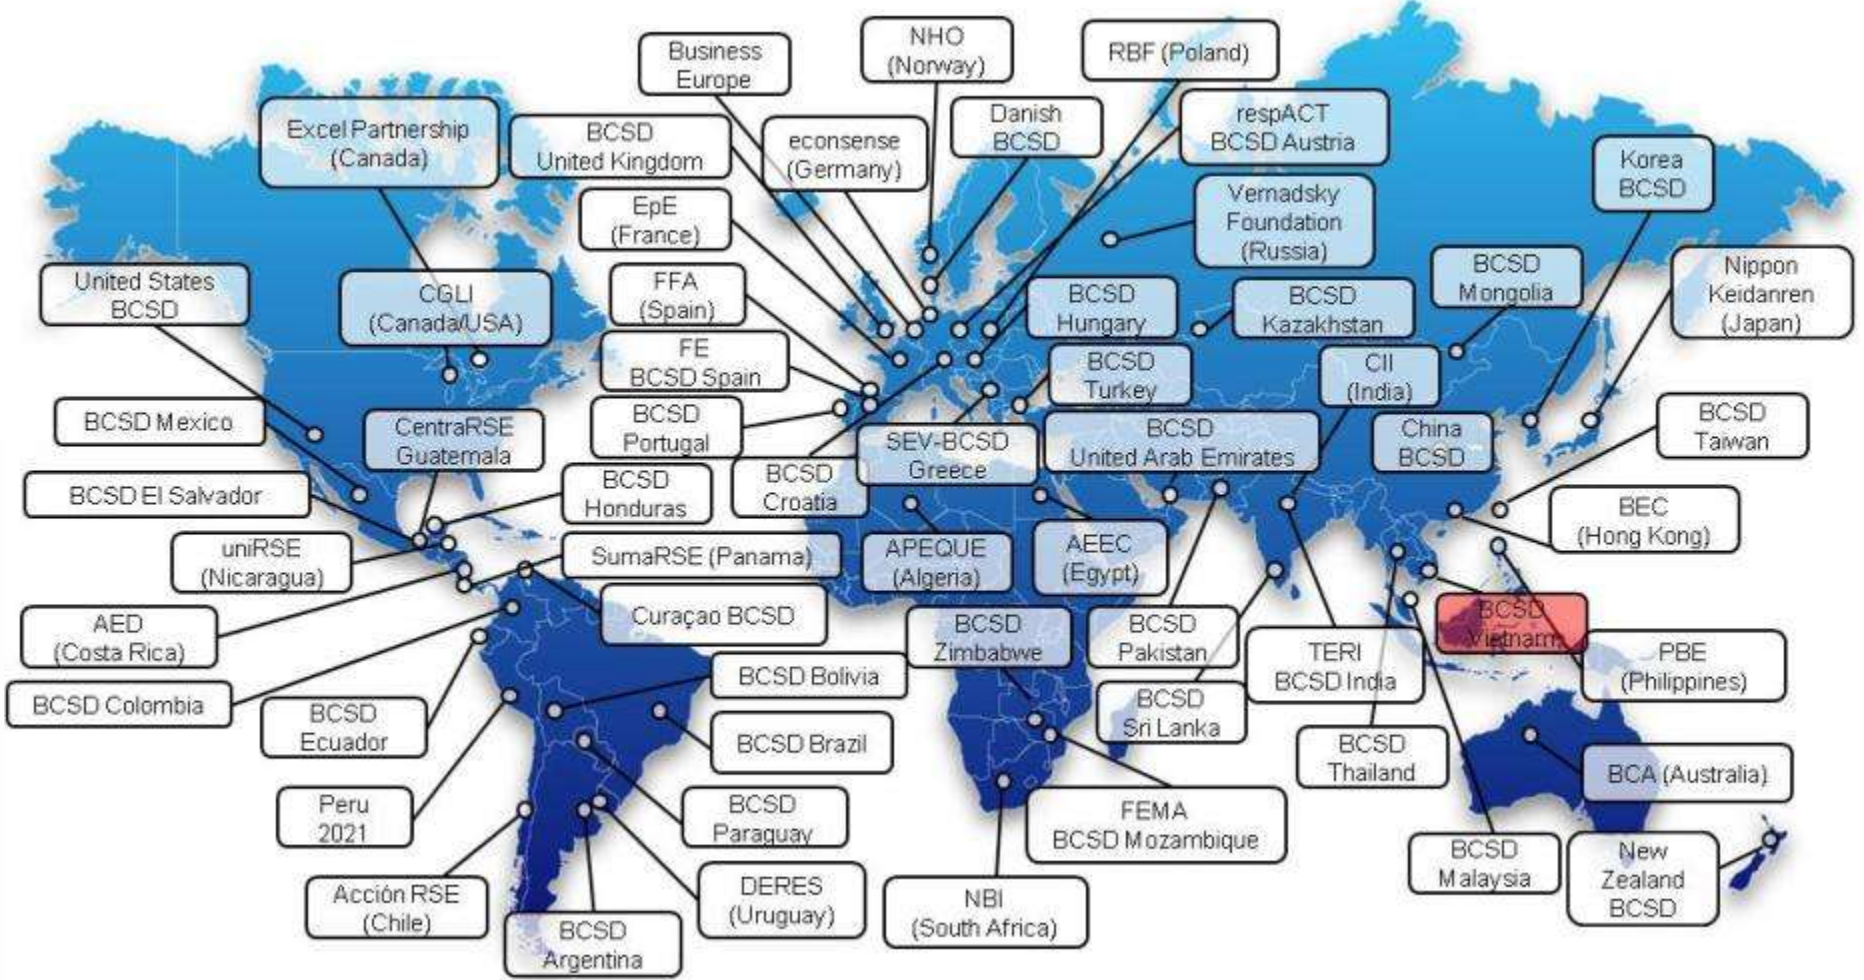 NHO
(Norway)
RBF (Poland)
Business
Europe
Danish
BCSD
respACT
BCSD Austria
Excel Partnership
(Canada)
BCSD
United Kingdom
econsense
(Germany)
Korea
BCSD
EpE
(France)
Vernadsky
Foundation
(Russia)
United States
BCSD
CGLI
(Canada/USA)
FFA
(Spain)
BCSD
Hungary
BCSD
Kazakhstan
BCSD
Mongolia
Nippon
Keidanren
(Japan)
FE
BCSD Spain
BCSD
Turkey
CII
(India)
BCSD Mexico
CentraRSE
Guatemala
BCSD
Portugal
SEV-BCSD
Greece
BCSD
United Arab Emirates
China
BCSD
BCSD
Taiwan
BCSD El Salvador
BCSD
Honduras
BCSD
Croatia
BEC
(Hong Kong)
uniRSE
(Nicaragua)
SumaRSE (Panama)
APEQUE
(Algeria)
AEEC
(Egypt)
AED
(Costa Rica)
Curaçao BCSD
BCSD
Zimbabwe
BCSD
Pakistan
TERI
BCSD India
BCSD
Vietnam
PBE
(Philippines)
BCSD Colombia
BCSD
Ecuador
BCSD Bolivia
BCSD
Sri Lanka
BCSD Brazil
BCSD
Thailand
BCA (Australia)
Peru
2021
BCSD
Paraguay
FEMA
BCSD Mozambique
BCSD
Malaysia
New
Zealand
BCSD
Acción RSE
(Chile)
BCSD
Argentina
DERES
(Uruguay)
NBI
(South Africa)